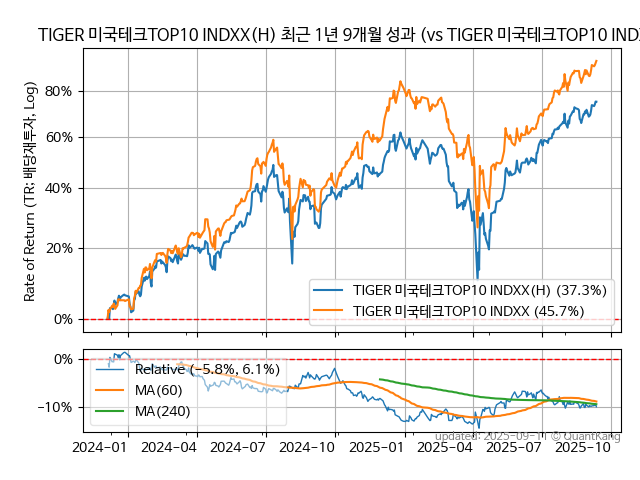 TIGER 미국테크TOP10 INDXX(H) 최근 1년 9개월 성과 (vs TIGER 미국테크TOP10 INDX
Rate of Return (TR: 배당재투자, Log)
80%
60%
40%
20%
0%
TIGER 미국테크TOP10 INDXX(H) (37.3%)
TIGER 미국테크TOP10 INDXX (45.7%)
0%
−10%
Relative (−5.8%, 6.1%)
MA(60)
MA(240)
2024−01 2024−04 2024−07 2024−10 2025−01 2025−04 2025−07 2025−10
updated: 2025-09-11 © QuantKang